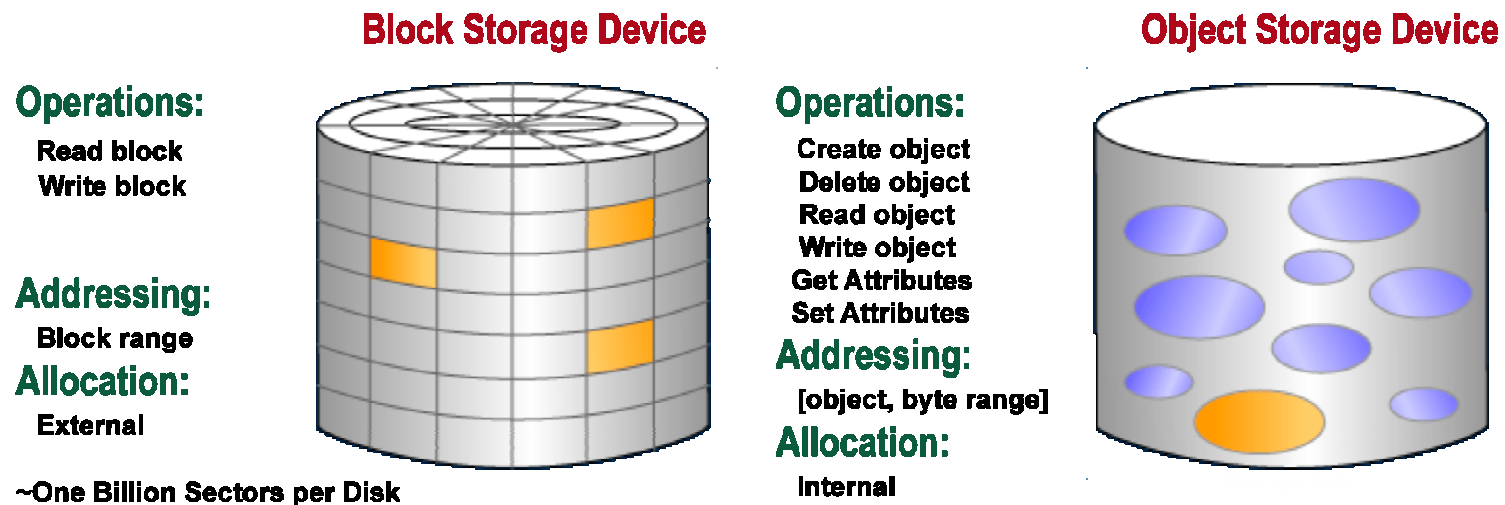 Block Storage Device
Operations:
Read block
Write block
Addressing:
Block range
Allocation:
External
~One Billion Sectors per Disk
Object Storage Device
Operations:
Create object
Delete object
Read object
Write object
Get Attributes
Set Attributes
Addressing:
[object, byte range]
Allocation:
Internal